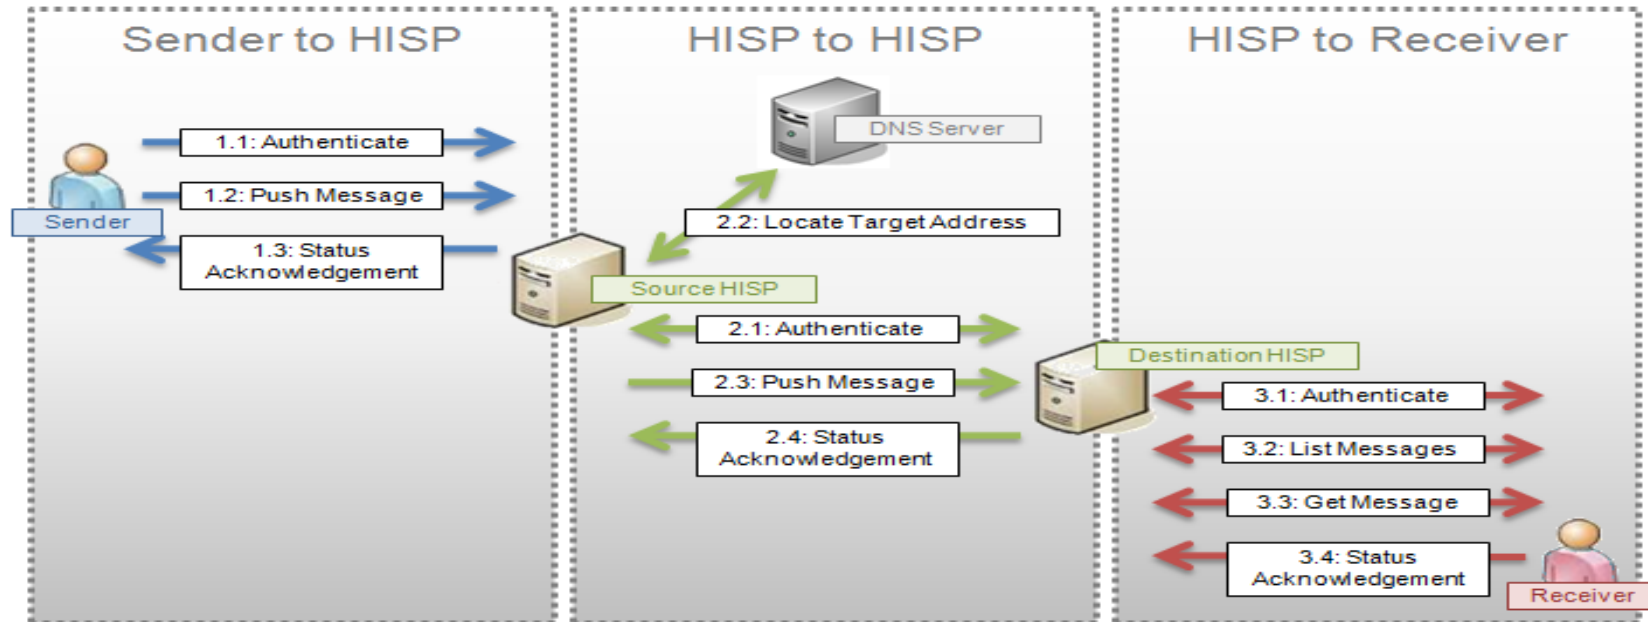 Sender to HISP
HISP to HISP
HISP to Receiver
1.1: Authenticate
1.2: Push Message
Sender
1.3: Status
Acknowledgement
DNS Server
2.2: Locate Target Address
Source HISP
2.1: Authenticate
2.3: Push Message
2.4: Status
Acknowledgement
Destination HISP
3.1: Authenticate
3.2: List Messages
3.3: Get Message
3.4: Status
Acknowledgement
Receiver